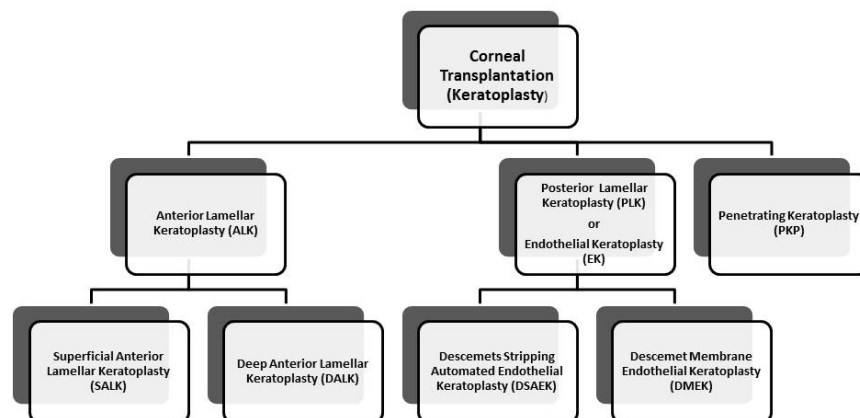 Corneal
Transplantation
(Keratoplasty)
Anterior Lamellar
Keratoplasty (ALK)
Posterior Lamellar
Keratoplasty (PLK)
or
Endothelial Keratoplasty
(EK)
Penetrating Keratoplasty
(PKP)
Superficial Anterior
Lamellar Keratoplasty
(SALK)
Deep Anterior Lamellar
Keratoplasty (DALK)
Descemets Stripping
Automated Endothelial
Keratoplasty (DSAEK)
Descemet Membrane
Endothelial Keratoplasty
(DMEK)